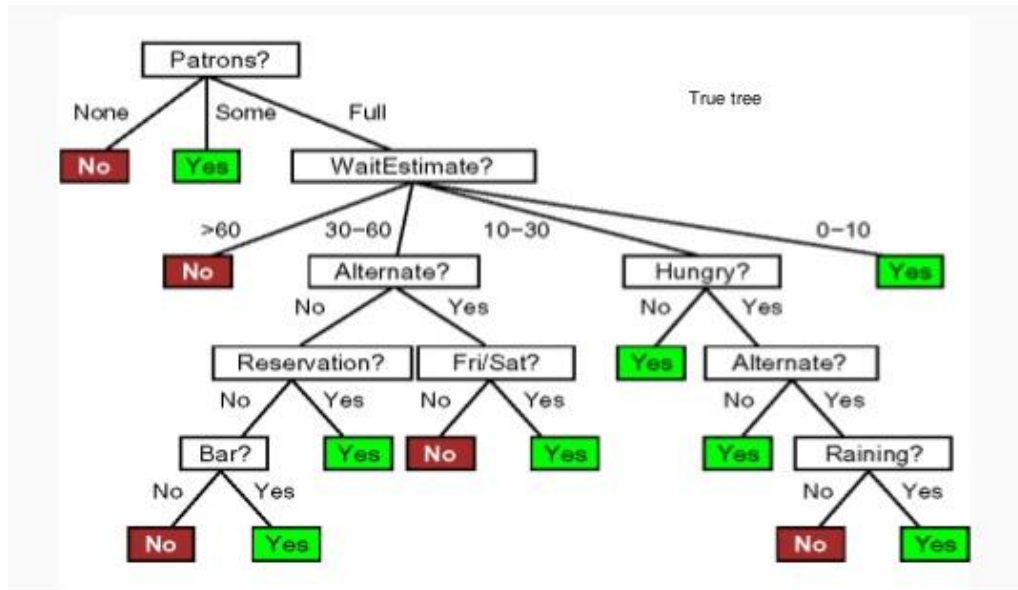 Patrons?
True tree
None Some Full
No Yes WaitEstimate?
>60 30−60 10−30 0−10
No Alternate? Hungry? Yes
No Yes No Yes
Reservation? Fri/Sat? Yes Alternate?
No Yes No Yes No Yes
Bar? Yes No Yes Yes Raining?
No Yes No Yes
No Yes No Yes